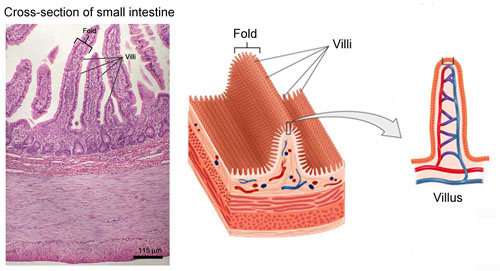 Cross-section of small intestine
Fold
Villi
115 µm
Fold
Villi
Villus